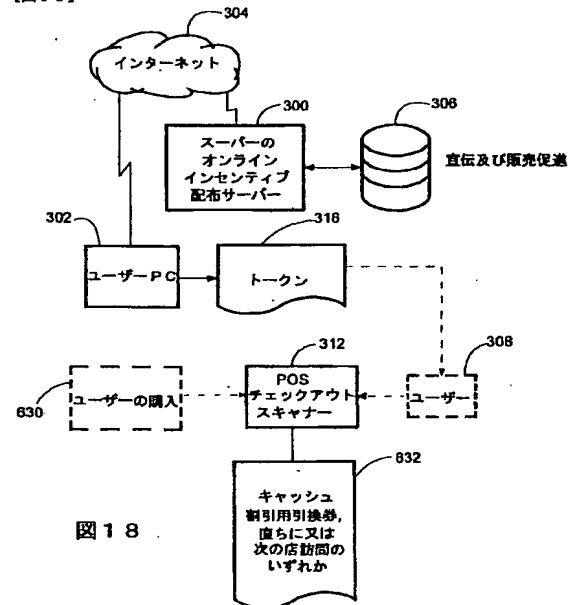 304
インターネット
300
306
スーパーの
オンライン
インセンティブ
配布サーバー
宣伝及び販売促進
302
316
ユーザーPC
トークン
312
308
POS
チェックアウト
スキャナー
ユーザー
ユーザーの購入
630
632
キャッシュ
割引用引換券,
直ちに又は
次の店訪問の
いずれか
図18